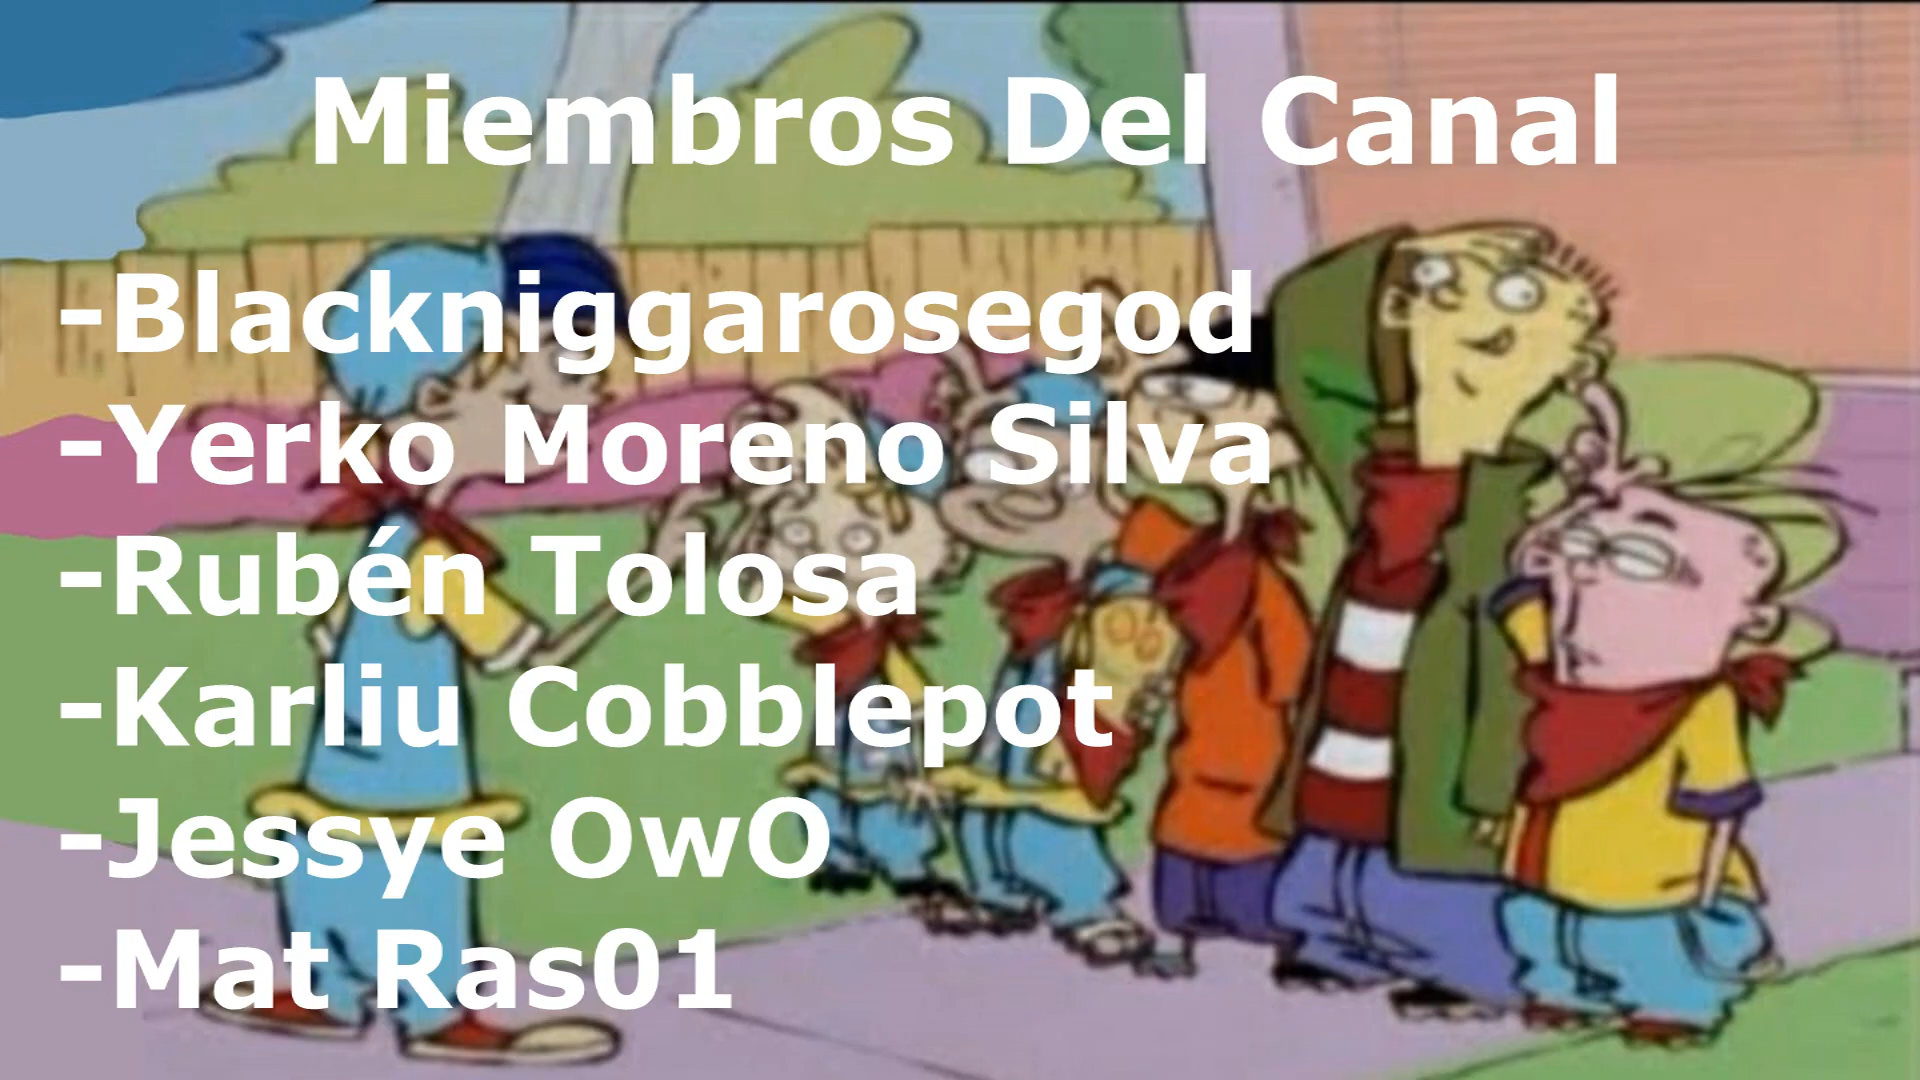 Miembros Del Canal
-Blackniggarosegod
-Yerko Moreno Silva
-Rubén Tolosa
-Karliu Cobblepot
-Jessye OwO
-Mat Ras01